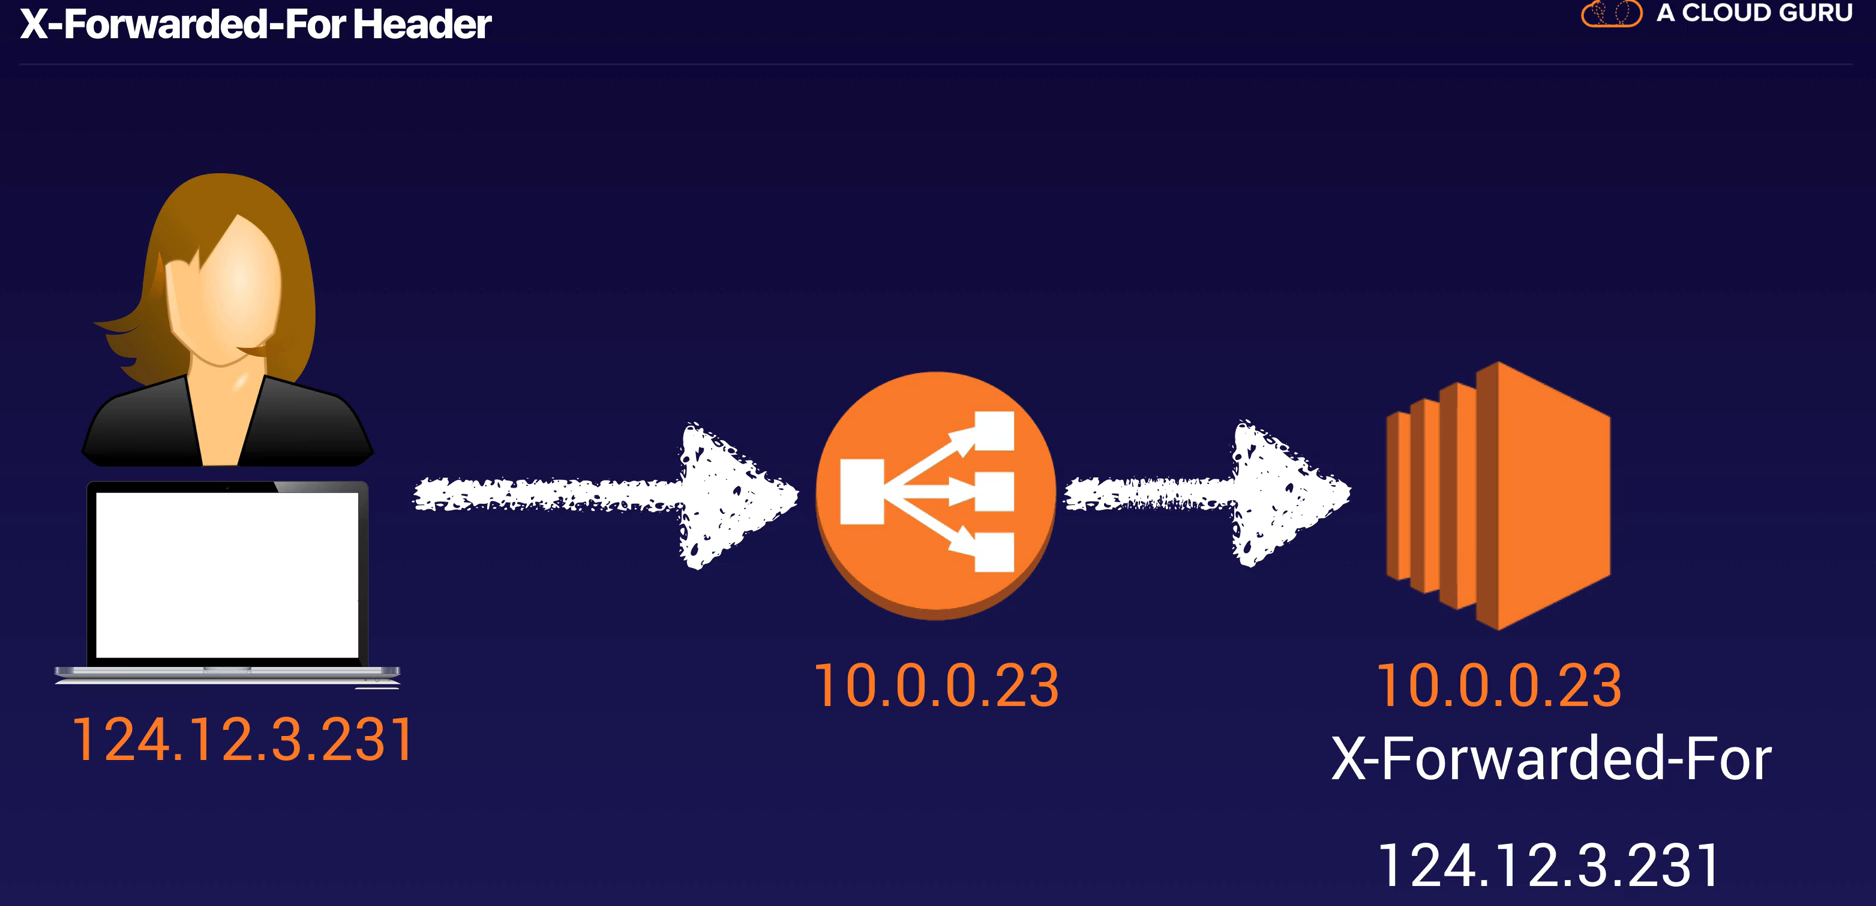 X-Forwarded-For Header
A CLOUD GURU
124.12.3.231
10.0.0.23
10.0.0.23
X-Forwarded-For
124.12.3.231